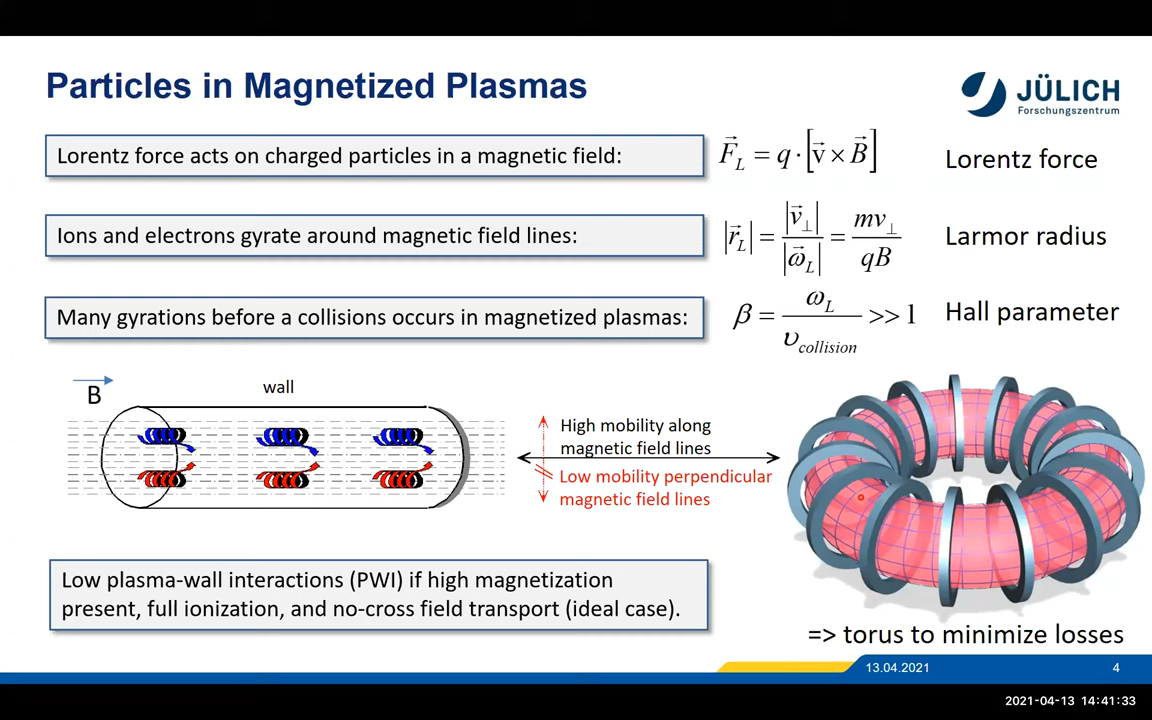 Particles in Magnetized Plasmas
JÜLICH
Forschungszentrum
Lorentz force acts on charged particles in a magnetic field:
F⃗_L = q · [v⃗ × B⃗]
Lorentz force
Ions and electrons gyrate around magnetic field lines:
|r⃗_L| = |v⃗_⊥| / |ω⃗_L| = mv_⊥ / qB
Larmor radius
Many gyrations before a collisions occurs in magnetized plasmas:
β = ω_L / υ_collision >> 1
Hall parameter
B
wall
High mobility along
magnetic field lines
Low mobility perpendicular
magnetic field lines
Low plasma-wall interactions (PWI) if high magnetization
present, full ionization, and no-cross field transport (ideal case).
=> torus to minimize losses
13.04.2021
4
2021-04-13 14:41:33